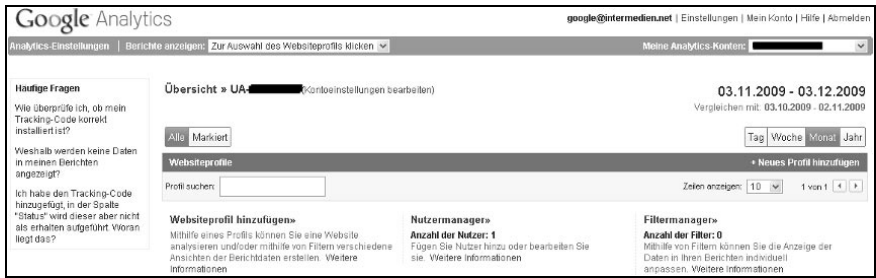 Google Analytics
google@intermedien.net | Einstellungen | Mein Konto | Hilfe | Abmelden
Analytics-Einstellungen | Berichte anzeigen: Zur Auswahl des Websiteprofils klicken
Meine Analytics-Konten:
Häufige Fragen
Wie überprüfe ich, ob mein
Tracking-Code korrekt
installiert ist?
Weshalb werden keine Daten
in meinen Berichten
angezeigt?
Ich habe den Tracking-Code
hinzugefügt, in der Spalte
"Status" wird dieser aber nicht
als erhalten aufgeführt. Woran
liegt das?
Übersicht » UA- (Kontoeinstellungen bearbeiten)
03.11.2009 - 03.12.2009
Vergleichen mit: 03.10.2009 - 02.11.2009
Alle Markiert
Tag Woche Monat Jahr
Websiteprofile
+ Neues Profil hinzufügen
Profil suchen:
Zeilen anzeigen: 10
1 von 1
Websiteprofil hinzufügen»
Mithilfe eines Profils können Sie eine Website
analysieren und/oder mithilfe von Filtern verschiedene
Ansichten der Berichtdaten erstellen. Weitere
Informationen
Nutzermanager»
Anzahl der Nutzer: 1
Fügen Sie Nutzer hinzu oder bearbeiten Sie
sie. Weitere Informationen
Filtermanager»
Anzahl der Filter: 0
Mithilfe von Filtern können Sie die Anzeige der
Daten in Ihren Berichten individuell
anpassen. Weitere Informationen